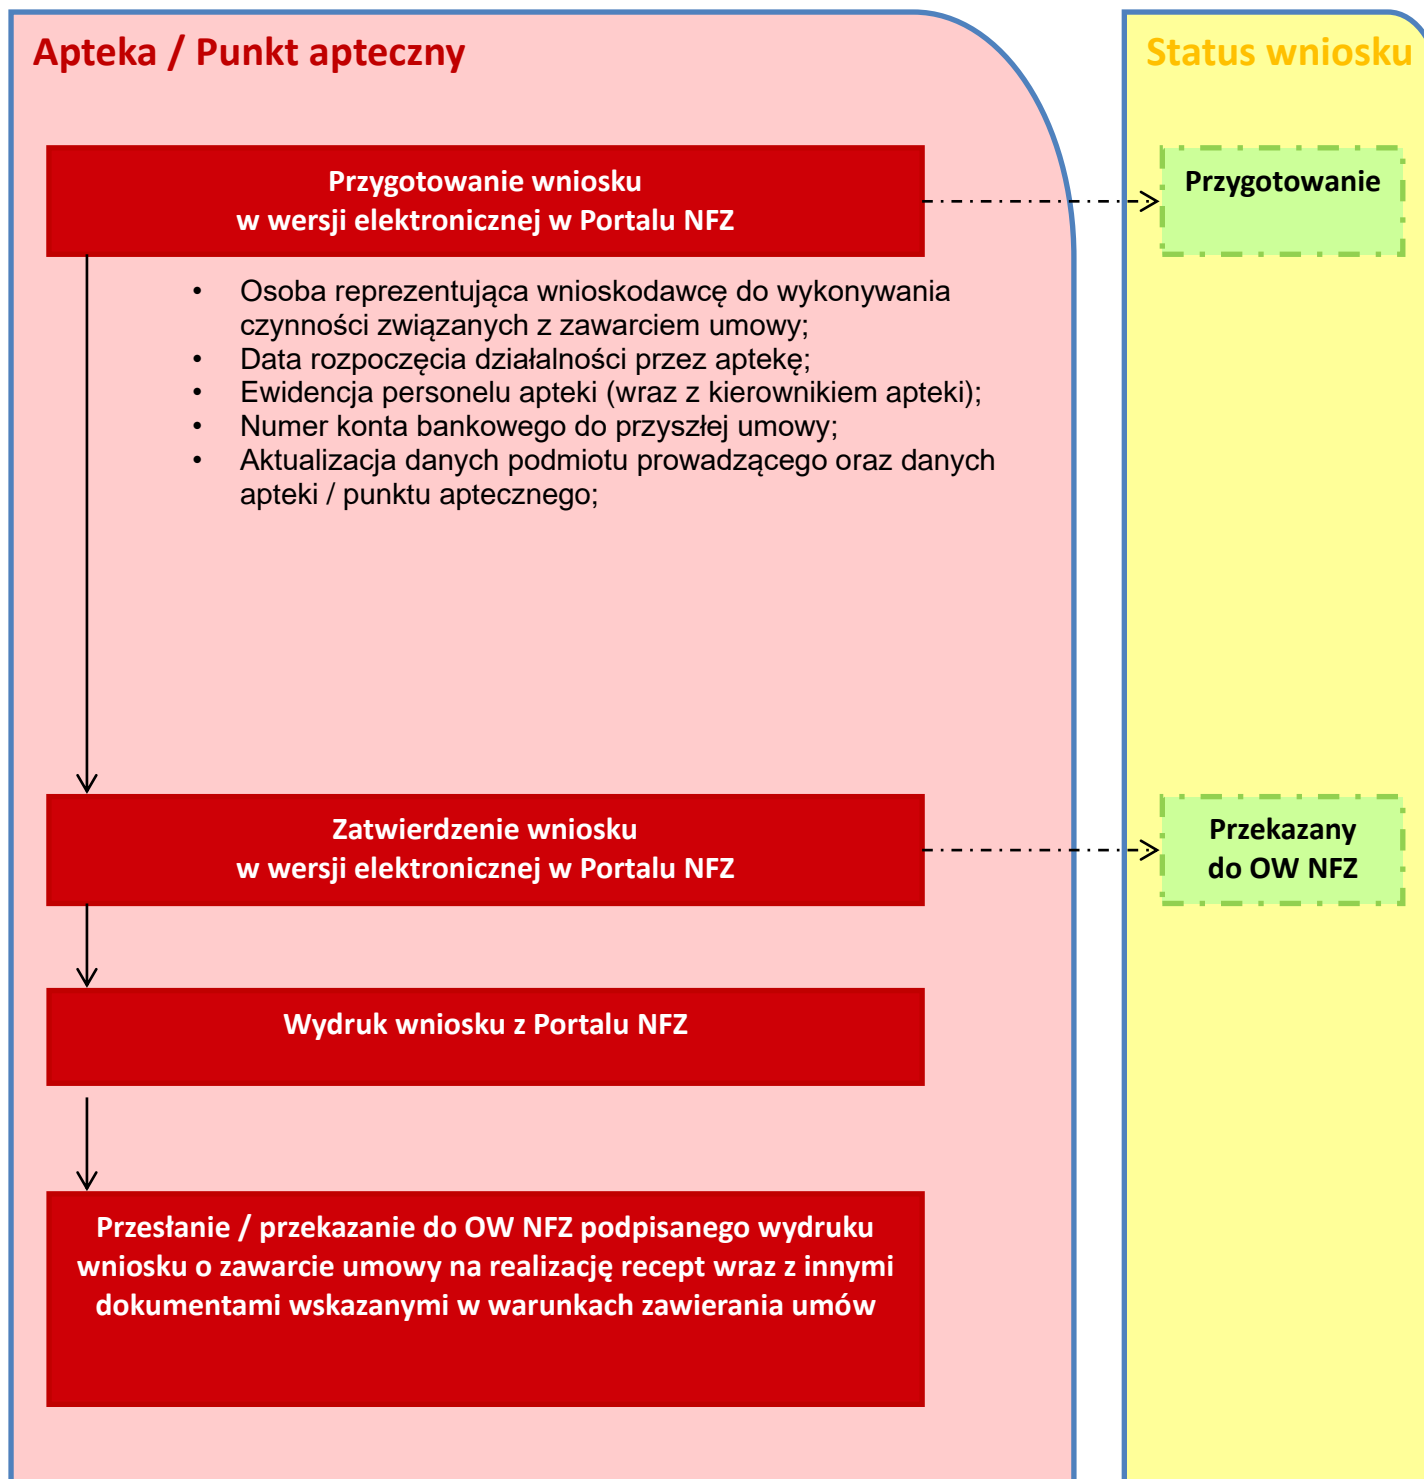 Apteka / Punkt apteczny
Status wniosku
Przygotowanie wniosku
w wersji elektronicznej w Portalu NFZ
Przygotowanie
• Osoba reprezentująca wnioskodawcę do wykonywania
czynności związanych z zawarciem umowy;
• Data rozpoczęcia działalności przez aptekę;
• Ewidencja personelu apteki (wraz z kierownikiem apteki);
• Numer konta bankowego do przyszłej umowy;
• Aktualizacja danych podmiotu prowadzącego oraz danych
apteki / punktu aptecznego;
Zatwierdzenie wniosku
w wersji elektronicznej w Portalu NFZ
Przekazany
do OW NFZ
Wydruk wniosku z Portalu NFZ
Przesłanie / przekazanie do OW NFZ podpisanego wydruku
wniosku o zawarcie umowy na realizację recept wraz z innymi
dokumentami wskazanymi w warunkach zawierania umów